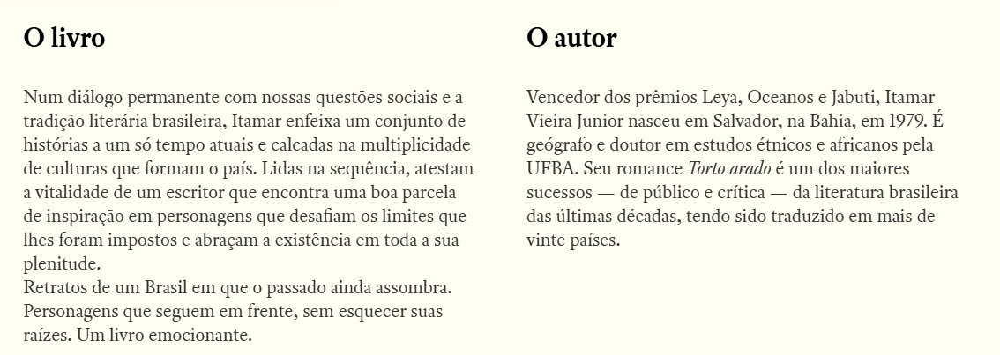 O livro
Num diálogo permanente com nossas questões sociais e a
tradição literária brasileira, Itamar enfeixa um conjunto de
histórias a um só tempo atuais e calcadas na multiplicidade
de culturas que formam o país. Lidas na sequência, atestam
a vitalidade de um escritor que encontra uma boa parcela
de inspiração em personagens que desafiam os limites que
lhes foram impostos e abraçam a existência em toda a sua
plenitude.
Retratos de um Brasil em que o passado ainda assombra.
Personagens que seguem em frente, sem esquecer suas
raízes. Um livro emocionante.
O autor
Vencedor dos prêmios Leya, Oceanos e Jabuti, Itamar
Vieira Junior nasceu em Salvador, na Bahia, em 1979. É
geógrafo e doutor em estudos étnicos e africanos pela
UFBA. Seu romance Torto arado é um dos maiores
sucessos — de público e crítica — da literatura brasileira
das últimas décadas, tendo sido traduzido em mais de
vinte países.